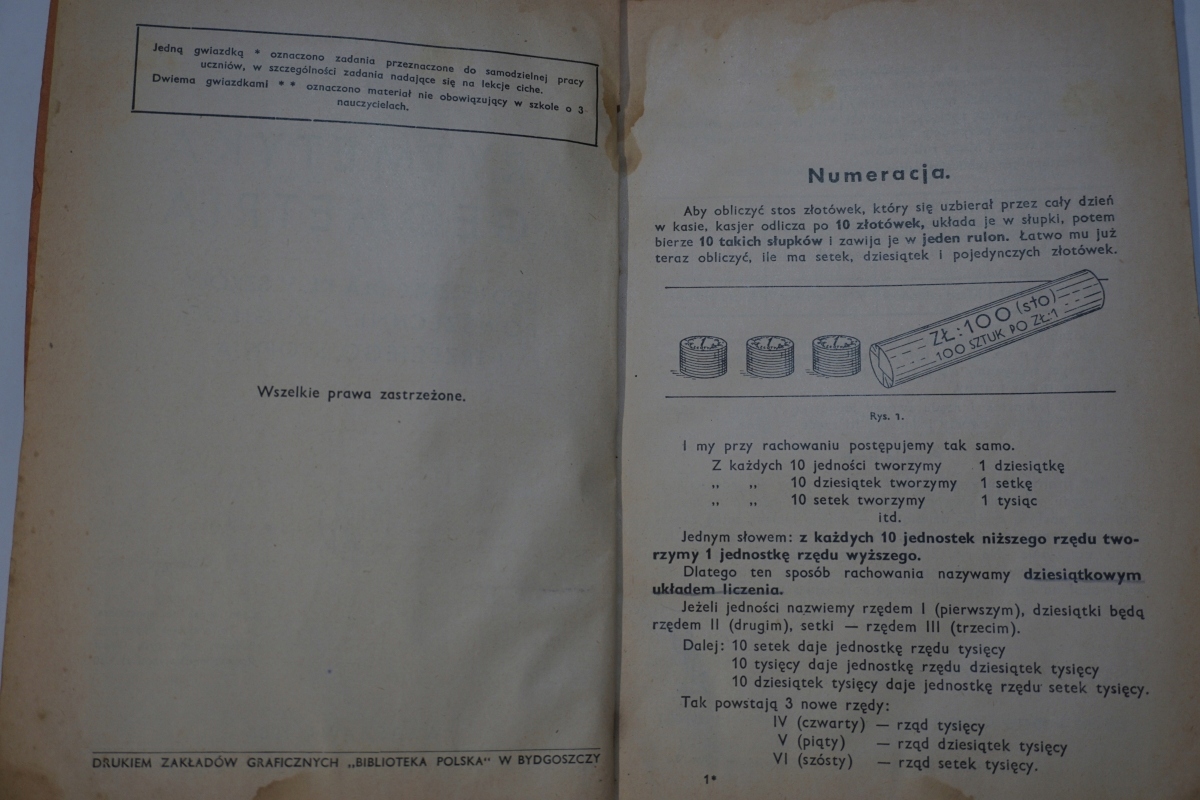 Jedną gwiazdką * oznaczono zadania przeznaczone do samodzielnej pracy
uczniów, w szczególności zadania nadające się na lekcje ciche.
Dwiema gwiazdkami * * oznaczono materiał nie obowiązujący w szkole o 3
nauczycielach.
Wszelkie prawa zastrzeżone.
DRUKIEM ZAKŁADÓW GRAFICZNYCH „BIBLIOTEKA POLSKA“ W BYDGOSZCZY
Numeracja.
Aby obliczyć stos złotówek, który się uzbierał przez cały dzień
w kasie, kasjer odlicza po 10 złotówek, układa je w słupki, potem
bierze 10 takich słupków i zawija je w jeden rulon. Łatwo mu już
teraz obliczyć, ile ma setek, dziesiątek i pojedynczych złotówek.
ZŁ:100 (sto)
100 SZTUK PO ZŁ:1
Rys. 1.
I my przy rachowaniu postępujemy tak samo.
Z każdych 10 jedności tworzymy 1 dziesiątkę
„ „ 10 dziesiątek tworzymy 1 setkę
„ „ 10 setek tworzymy 1 tysiąc
itd.
Jednym słowem: z każdych 10 jednostek niższego rzędu two-
rzymy 1 jednostkę rzędu wyższego.
Dlatego ten sposób rachowania nazywamy dziesiątkowym
układem liczenia.
Jeżeli jedności nazwiemy rzędem I (pierwszym), dziesiątki będą
rzędem II (drugim), setki — rzędem III (trzecim).
Dalej: 10 setek daje jednostkę rzędu tysięcy
10 tysięcy daje jednostkę rzędu dziesiątek tysięcy
10 dziesiątek tysięcy daje jednostkę rzędu setek tysięcy.
Tak powstają 3 nowe rzędy:
IV (czwarty) — rząd tysięcy
V (piąty) — rząd dziesiątek tysięcy
VI (szósty) — rząd setek tysięcy.
1*